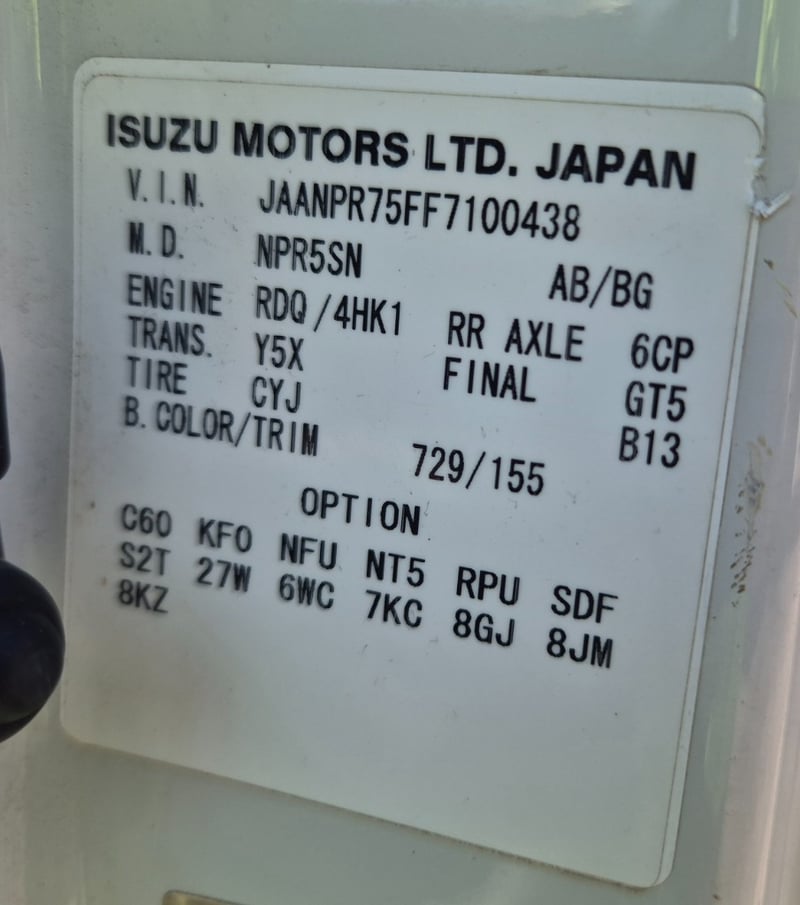 ISUZU MOTORS LTD. JAPAN
V.I.N. JAANPR75FF7100438
M.D. NPR5SN AB/BG
ENGINE RDQ/4HK1 RR AXLE 6CP
TRANS. Y5X FINAL GT5
TIRE CYJ B13
B.COLOR/TRIM 729/155
OPTION
C60 KFO NFU NT5 RPU SDF
S2T 27W 6WC 7KC 8GJ 8JM
8KZ